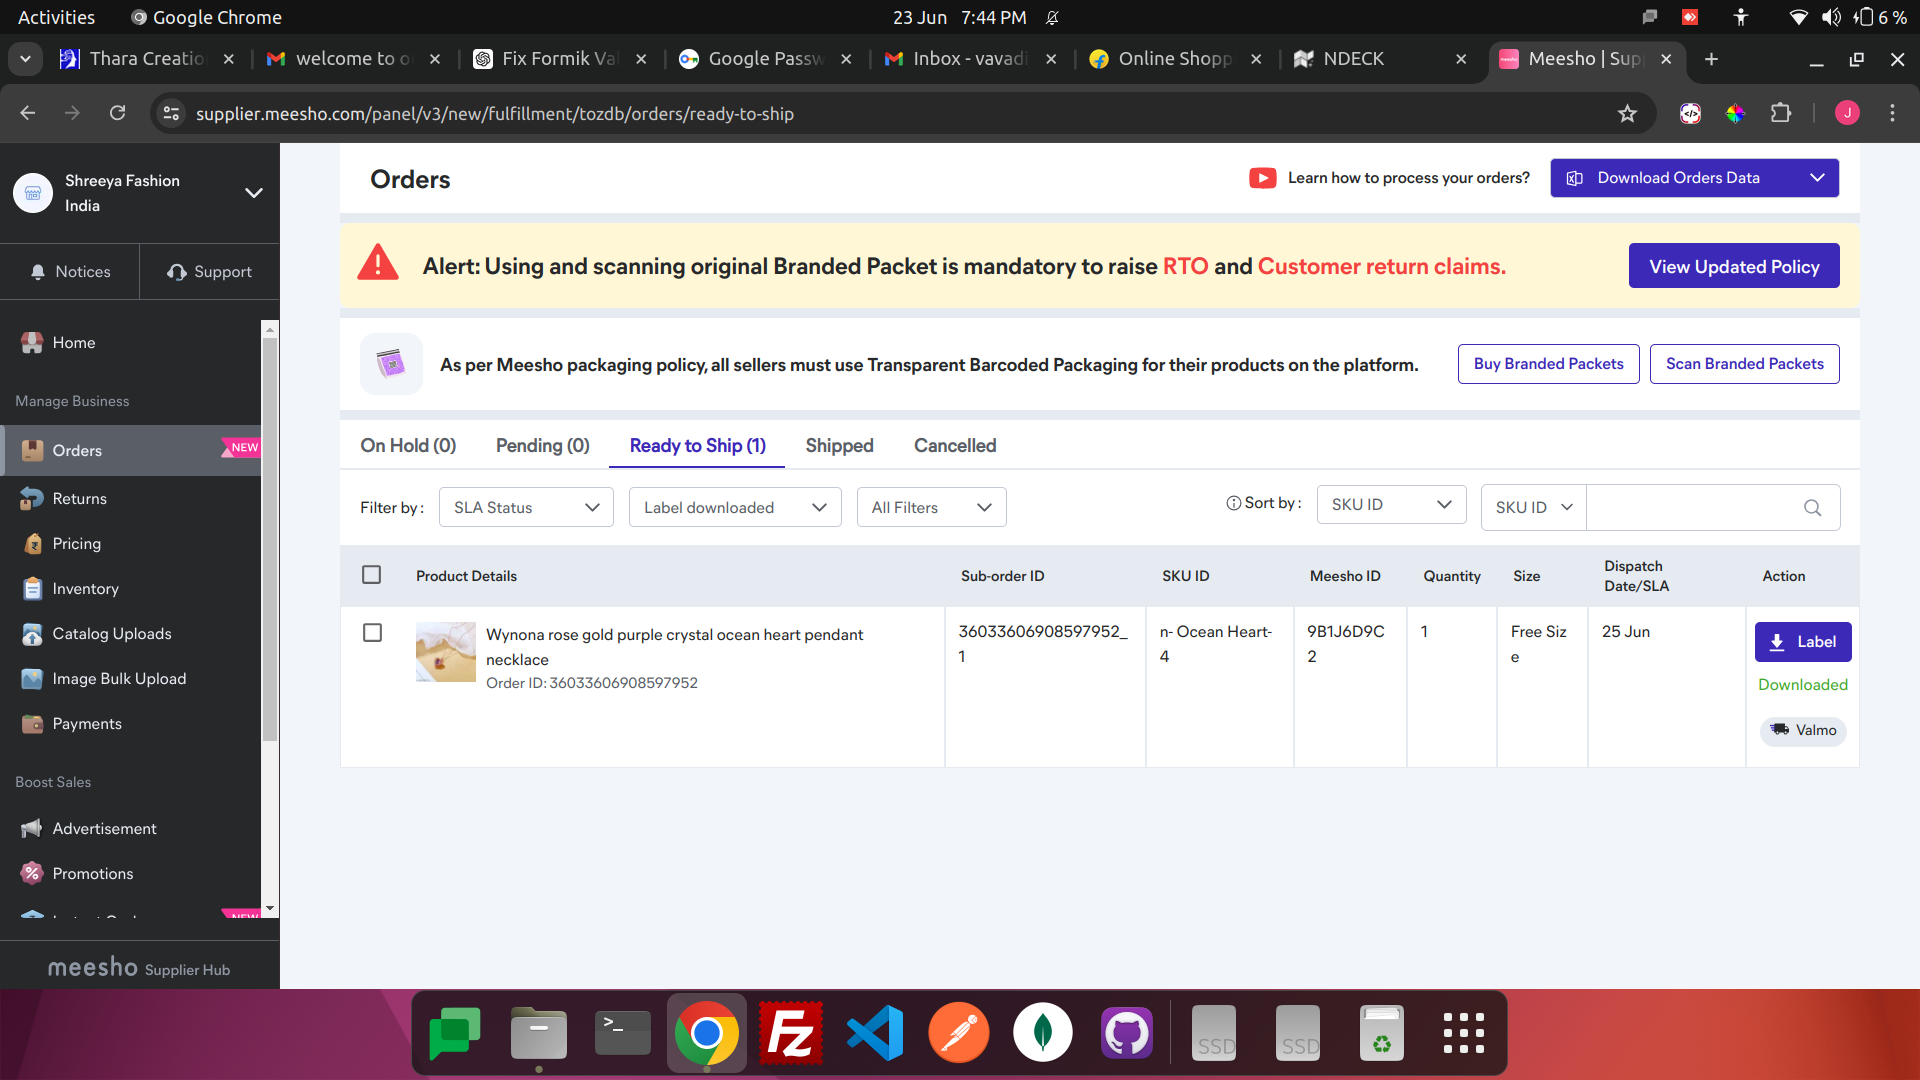 Activities
Google Chrome
23 Jun 7:44 PM
6 %
Thara Creatio
welcome to o
Fix Formik Va
Google Passw
Inbox - vavadi
Online Shopp
NDECK
Meesho | Sup
supplier.meesho.com/panel/v3/new/fulfillment/tozdb/orders/ready-to-ship
J
Shreeya Fashion
India
Notices
Support
Home
Manage Business
Orders
NEW
Returns
Pricing
Inventory
Catalog Uploads
Image Bulk Upload
Payments
Boost Sales
Advertisement
Promotions
NEW
meesho Supplier Hub
Orders
Learn how to process your orders?
Download Orders Data
Alert: Using and scanning original Branded Packet is mandatory to raise RTO and Customer return claims.
View Updated Policy
As per Meesho packaging policy, all sellers must use Transparent Barcoded Packaging for their products on the platform.
Buy Branded Packets
Scan Branded Packets
On Hold (0)
Pending (0)
Ready to Ship (1)
Shipped
Cancelled
Filter by :
SLA Status
Label downloaded
All Filters
Sort by :
SKU ID
SKU ID
Product Details
Sub-order ID
SKU ID
Meesho ID
Quantity
Size
Dispatch
Date/SLA
Action
Wynona rose gold purple crystal ocean heart pendant
necklace
Order ID: 36033606908597952
36033606908597952_
1
n- Ocean Heart-
4
9B1J6D9C
2
1
Free Siz
e
25 Jun
Label
Downloaded
Valmo
>_
Fz
SSD
SSD